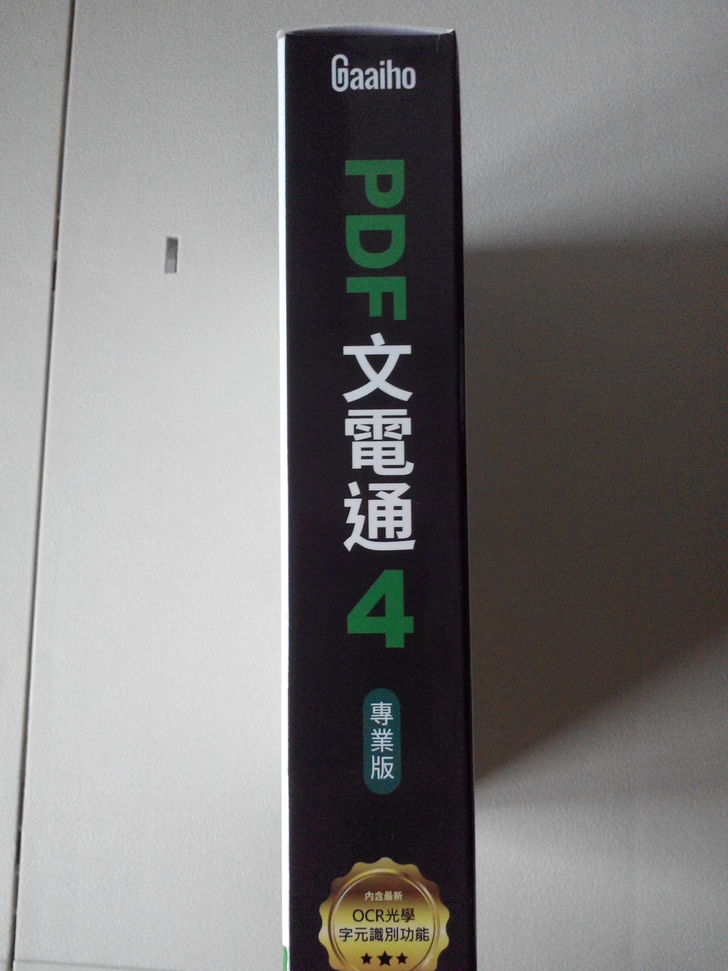 Gaaiho
PDF文電通4
專業版
內含最新
OCR光學
字元識別功能